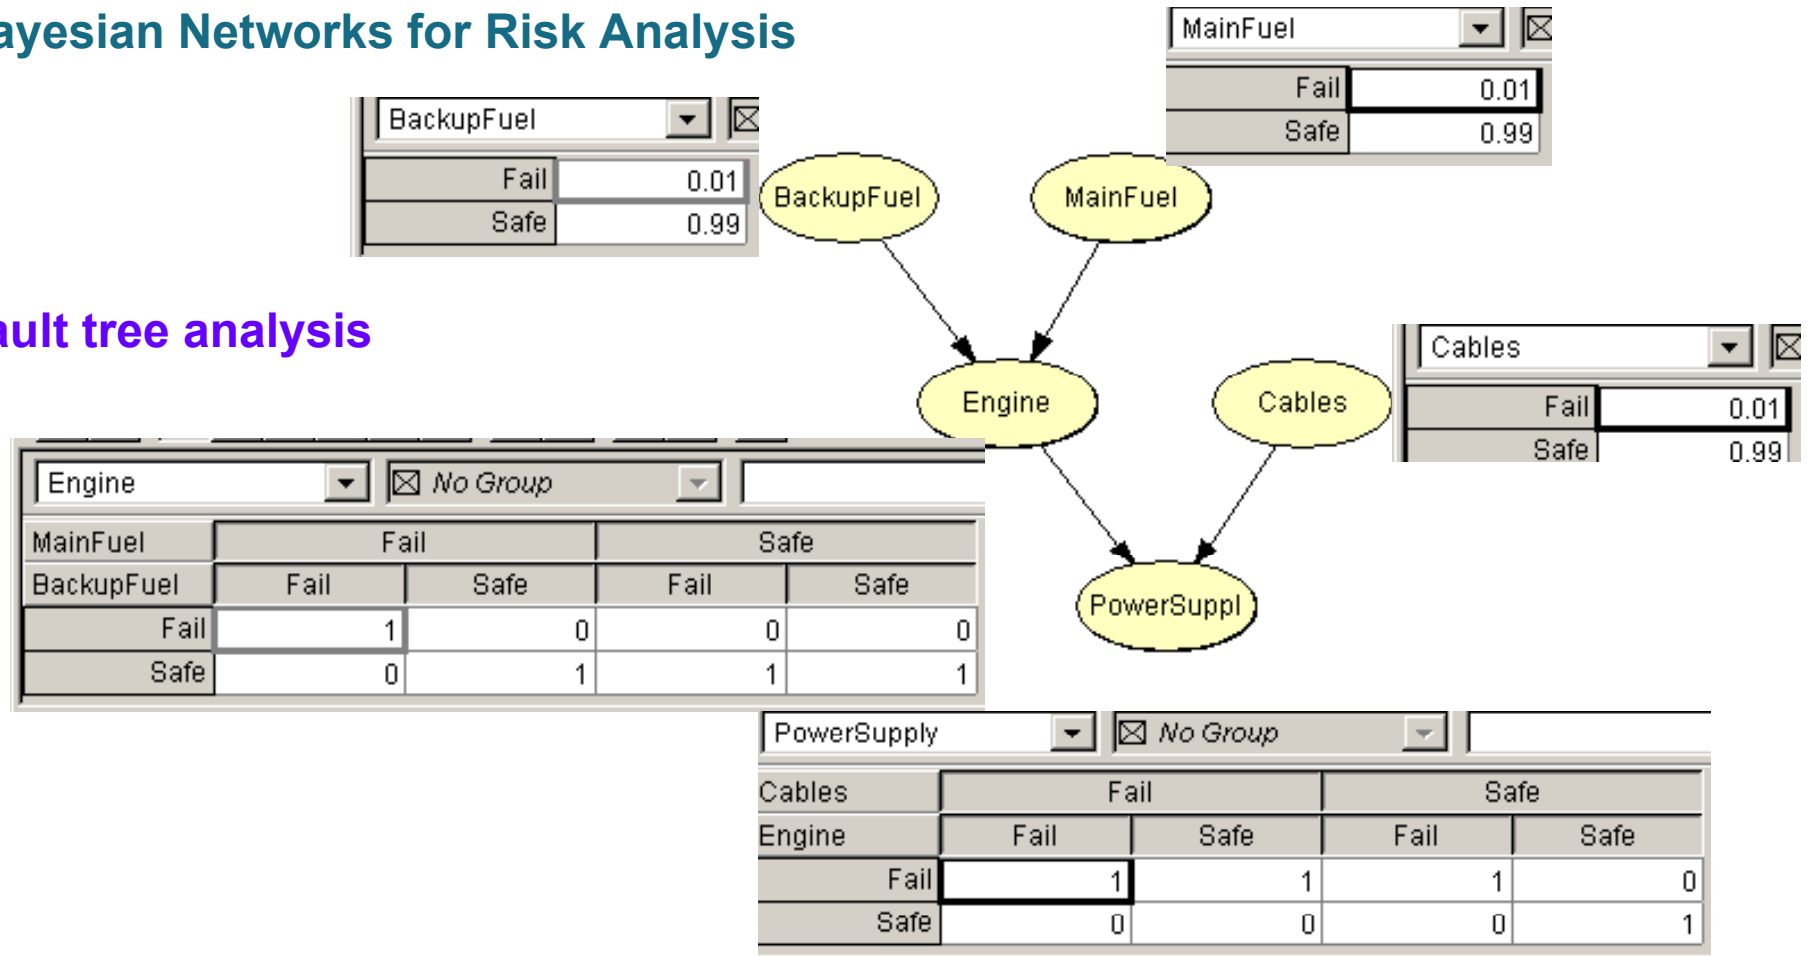 ayesian Networks for Risk Analysis
MainFuel
Fail 0.01
Safe 0.99
BackupFuel
Fail 0.01
Safe 0.99
BackupFuel MainFuel
ault tree analysis
Cables
Fail 0.01
Safe 0.99
Engine Cables
Engine No Group
MainFuel Fail Safe
BackupFuel Fail Safe Fail Safe
Fail 1 0 0 0
Safe 0 1 1 1
PowerSuppl
PowerSupply No Group
Cables Fail Safe
Engine Fail Safe Fail Safe
Fail 1 1 1 0
Safe 0 0 0 1